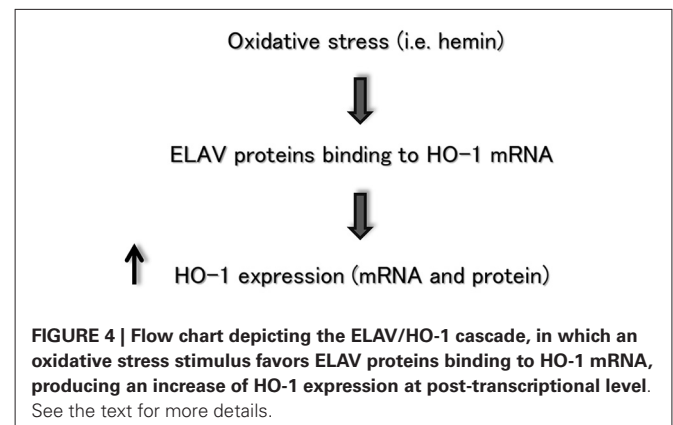 Oxidative stress (i.e. hemin)
ELAV proteins binding to HO-1 mRNA
HO-1 expression (mRNA and protein)
FIGURE 4 | Flow chart depicting the ELAV/HO-1 cascade, in which an
oxidative stress stimulus favors ELAV proteins binding to HO-1 mRNA,
producing an increase of HO-1 expression at post-transcriptional level.
See the text for more details.